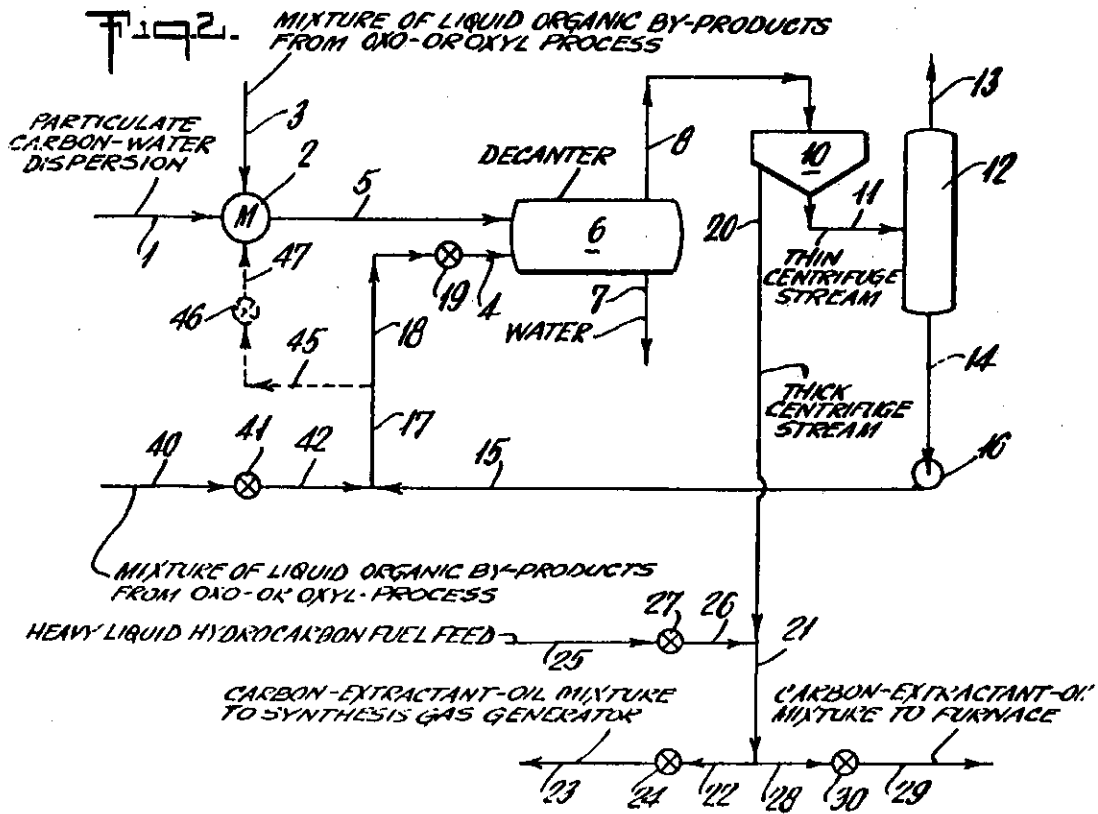 Fig. 2.
MIXTURE OF LIQUID ORGANIC BY-PRODUCTS
FROM OXO-OR OXYL PROCESS
PARTICULATE
CARBON-WATER
DISPERSION
3
2
M
1
5
47
46
45
18
19
4
DECANTER
6
7
WATER
8
10
20
11
THIN
CENTRIFUGE
STREAM
12
13
14
THICK
CENTRIFUGE
STREAM
16
15
17
40
41
42
MIXTURE OF LIQUID ORGANIC BY-PRODUCTS
FROM OXO-OR OXYL-PROCESS
HEAVY LIQUID HYDROCARBON FUEL FEED
25
27
26
21
CARBON-EXTRACTANT-OIL MIXTURE
TO SYNTHESIS GAS GENERATOR
CARBON-EXTRACTANT-OI
MIXTURE TO FURNACE
23
24
22
28
30
29